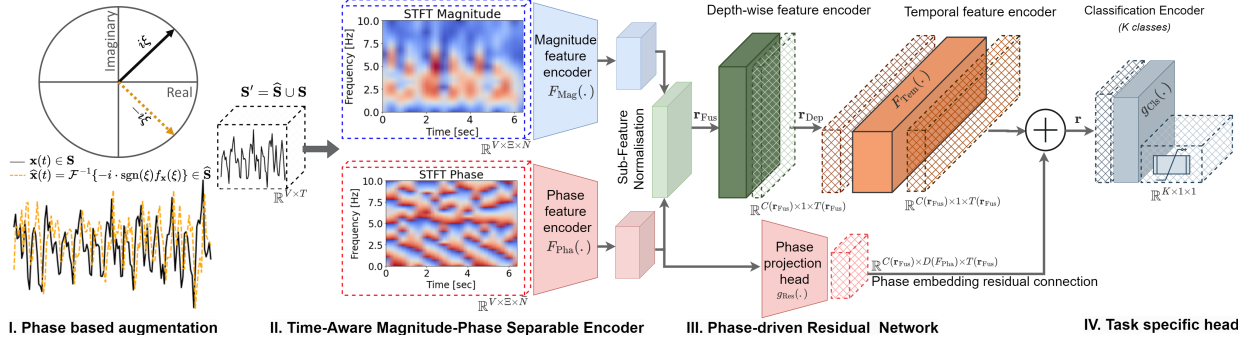 Imaginary
Real
iξ
-iξ
x(t) ∈ S
x̂(t) = F⁻¹{−i · sgn(ξ)fₓ(ξ)} ∈ Ŝ
I. Phase based augmentation
S′ = Ŝ ∪ S
ℝ^{V×T}
STFT Magnitude
Frequency [Hz]
10.0
7.5
5.0
2.5
0.0
0
2
4
6
Time [sec]
ℝ^{V×Ξ×N}
STFT Phase
Frequency [Hz]
10.0
7.5
5.0
2.5
0.0
0
2
4
6
Time [sec]
ℝ^{V×Ξ×N}
Magnitude
feature
encoder
F_Mag(.)
Phase
feature
encoder
F_Pha(.)
II. Time-Aware Magnitude-Phase Separable Encoder
Sub-Feature
Normalisation
r_Fus
Depth-wise feature encoder
r_Dep
ℝ^{C(r_Fus)×1×T(r_Fus)}
Temporal feature encoder
F_Tem(.)
ℝ^{C(r_Fus)×1×T(r_Fus)}
Phase
projection
head
g_Res(.)
ℝ^{C(r_Fus)×D(F_Pha)×T(r_Fus)}
Phase embedding residual connection
III. Phase-driven Residual Network
+
r
Classification Encoder
(K classes)
g_Cls(.)
ℝ^{K×1×1}
IV. Task specific head